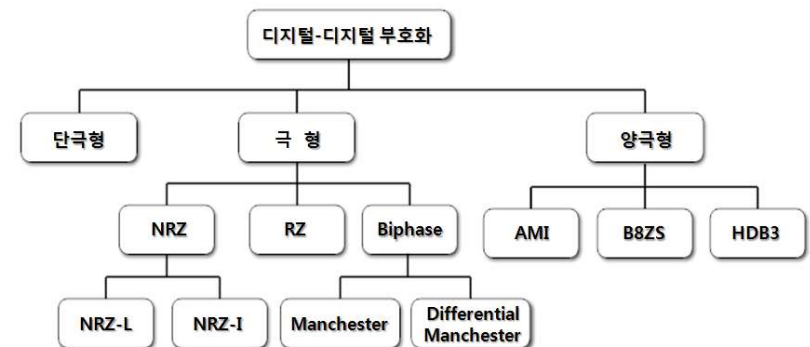 디지털-디지털 부호화
단극형
극 형
양극형
NRZ
RZ
Biphase
AMI
B8ZS
HDB3
NRZ-L
NRZ-I
Manchester
Differential
Manchester